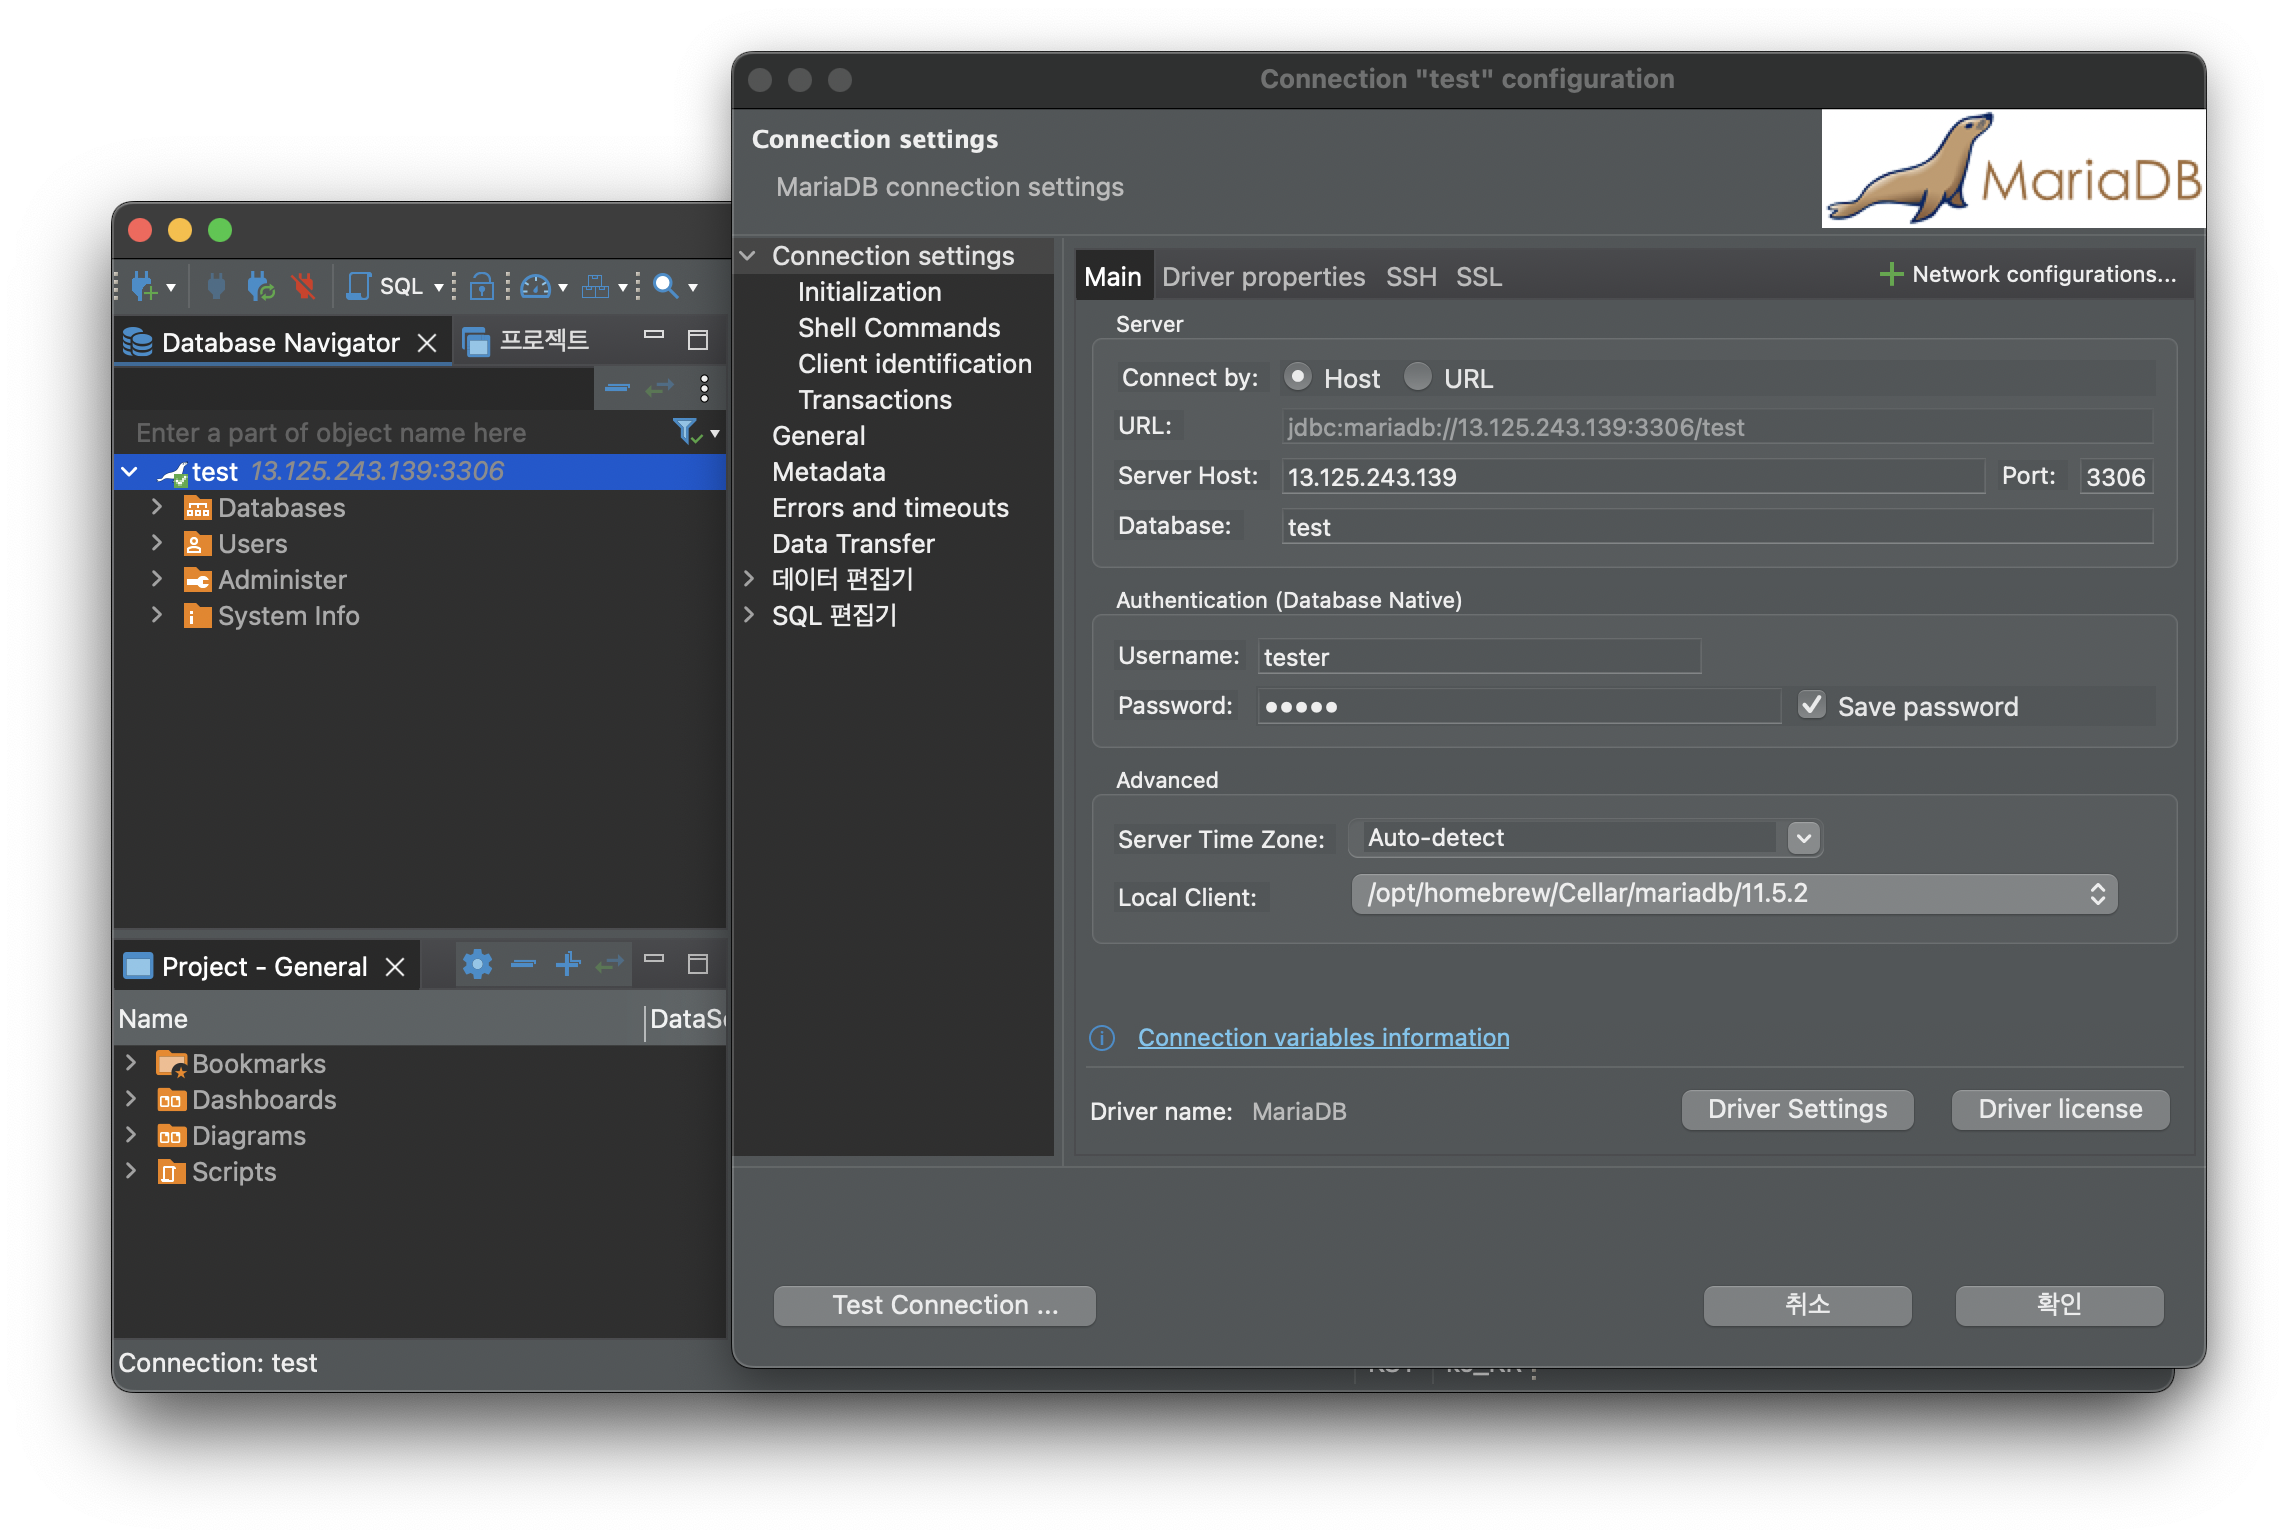 Connection "test" configuration
Connection settings
MariaDB connection settings
MariaDB
SQL
Database Navigator
프로젝트
Enter a part of object name here
test 13.125.243.139:3306
Databases
Users
Administer
System Info
Project - General
Name
Bookmarks
Dashboards
Diagrams
Scripts
Connection: test
Connection settings
Initialization
Shell Commands
Client identification
Transactions
General
Metadata
Errors and timeouts
Data Transfer
데이터 편집기
SQL 편집기
Main Driver properties SSH SSL Network configurations...
Server
Connect by: Host URL
URL: jdbc:mariadb://13.125.243.139:3306/test
Server Host: 13.125.243.139 Port: 3306
Database: test
Authentication (Database Native)
Username: tester
Password: ●●●●● Save password
Advanced
Server Time Zone: Auto-detect
Local Client: /opt/homebrew/Cellar/mariadb/11.5.2
Connection variables information
Driver name: MariaDB Driver Settings Driver license
Test Connection ... 취소 확인